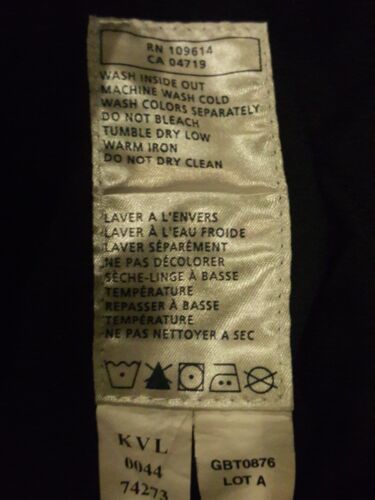 RN 109614
CA 04719
WASH INSIDE OUT
MACHINE WASH COLD
WASH COLORS SEPARATELY
DO NOT BLEACH
TUMBLE DRY LOW
WARM IRON
DO NOT DRY CLEAN
LAVER A L'ENVERS
LAVER À L'EAU FROIDE
LAVER SÉPARÉMENT
NE PAS DÉCOLORER
SÈCHE-LINGE À BASSE
TEMPÉRATURE
REPASSER À BASSE
TEMPÉRATURE
NE PAS NETTOYER A SEC
KVL
0044
74273
GBT0876
LOT A